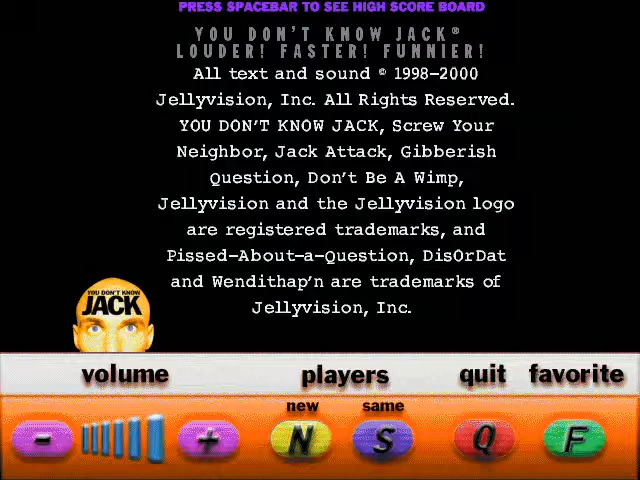 PRESS SPACEBAR TO SEE HIGH SCORE BOARD
YOU DON'T KNOW JACK®
LOUDER! FASTER! FUNNIER!
All text and sound © 1998-2000
Jellyvision, Inc. All Rights Reserved.
YOU DON'T KNOW JACK, Screw Your
Neighbor, Jack Attack, Gibberish
Question, Don't Be A Wimp,
Jellyvision and the Jellyvision logo
are registered trademarks, and
Pissed-About-a-Question, DisOrDat
and Wendithap'n are trademarks of
Jellyvision, Inc.
YOU DON'T KNOW
JACK
volume players quit favorite
new same
- + N S Q F